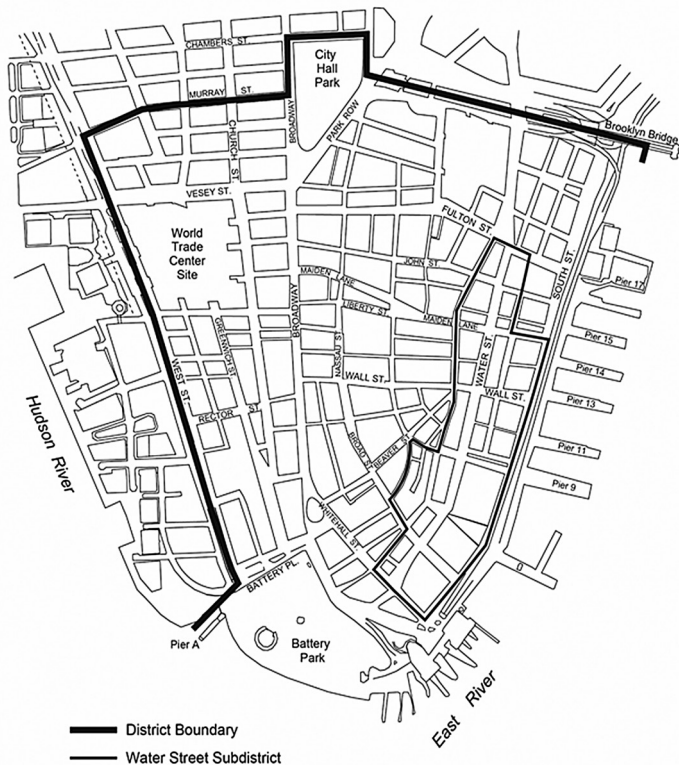 CHAMBERS ST.
City
Hall
Park
MURRAY ST.
BROADWAY
PARK ROW
Brooklyn Bridge
CHURCH ST.
VESEY ST.
World
Trade
Center
Site
FULTON ST.
JOHN ST
MAIDEN LANE
SOUTH ST.
Pier 17
LIBERTY ST.
MAIDEN LANE
BROADWAY
GREENWICH ST.
NASSAU ST
WATER ST.
Pier 15
WEST ST.
WALL ST.
Pier 14
WALL ST.
Pier 13
RECTOR ST
Hudson River
BROAD ST
BEAVER ST.
Pier 11
Pier 9
WHITEHALL ST.
BATTERY PL.
0
Pier A
Battery
Park
East River
District Boundary
Water Street Subdistrict